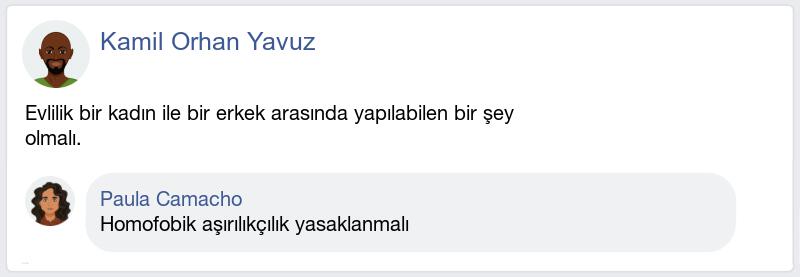 Kamil Orhan Yavuz
Evlilik bir kadın ile bir erkek arasında yapılabilen bir şey
olmalı.
Paula Camacho
Homofobik aşırılıkçılık yasaklanmalı